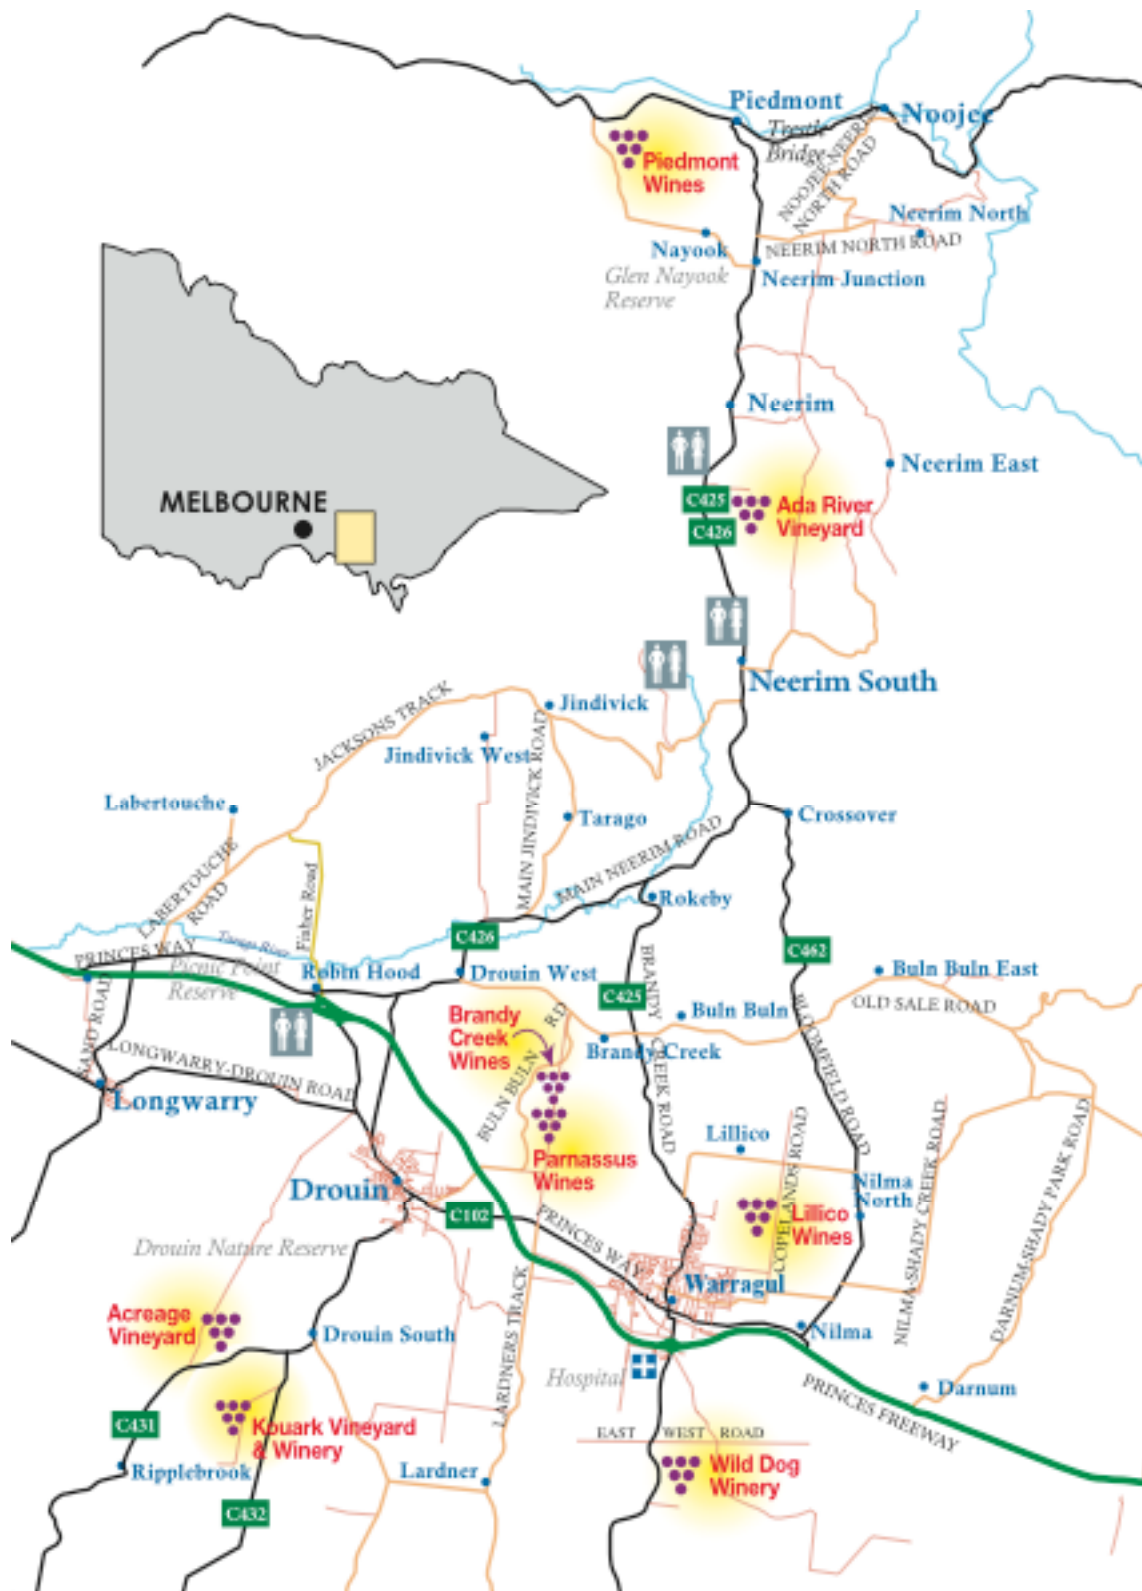 Piedmont
Noojee
Trestle
Bridge
NOOJEE-NEERIM
NORTH ROAD
Piedmont
Wines
Neerim North
Nayook
NEERIM NORTH ROAD
Glen Nayook
Reserve
Neerim Junction
Neerim
Neerim East
MELBOURNE
C425
C426
Ada River
Vineyard
Neerim South
JACKSONS TRACK
Jindivick
Jindivick West
MAIN JINDIVICK ROAD
Labertouche
Tarago
Crossover
LABERTOUCHE
ROAD
Fisher Road
MAIN NEERIM ROAD
Rokeby
C426
C462
PRINCES WAY
Tarago River
Picnic Point
Reserve
Robin Hood
Drouin West
BRANDY
CREEK ROAD
C425
Buln Buln East
OLD SALE ROAD
Buln Buln
BLOOMFIELD ROAD
SAND ROAD
Brandy
Creek
Wines
BULN BULN
RD
Brandy Creek
LONGWARRY-DROUIN ROAD
Longwarry
Lillico
COPELANDS ROAD
NILMA-SHADY CREEK ROAD
DARNUM-SHADY PARK ROAD
Parnassus
Wines
Drouin
Nilma
North
C102
PRINCES WAY
Lillico
Wines
Drouin Nature Reserve
Warragul
LARDNERS TRACK
Acreage
Vineyard
Drouin South
Nilma
Hospital
Darnum
PRINCES FREEWAY
C431
Kouark Vineyard
& Winery
EAST WEST ROAD
Ripplebrook
Lardner
Wild Dog
Winery
C432